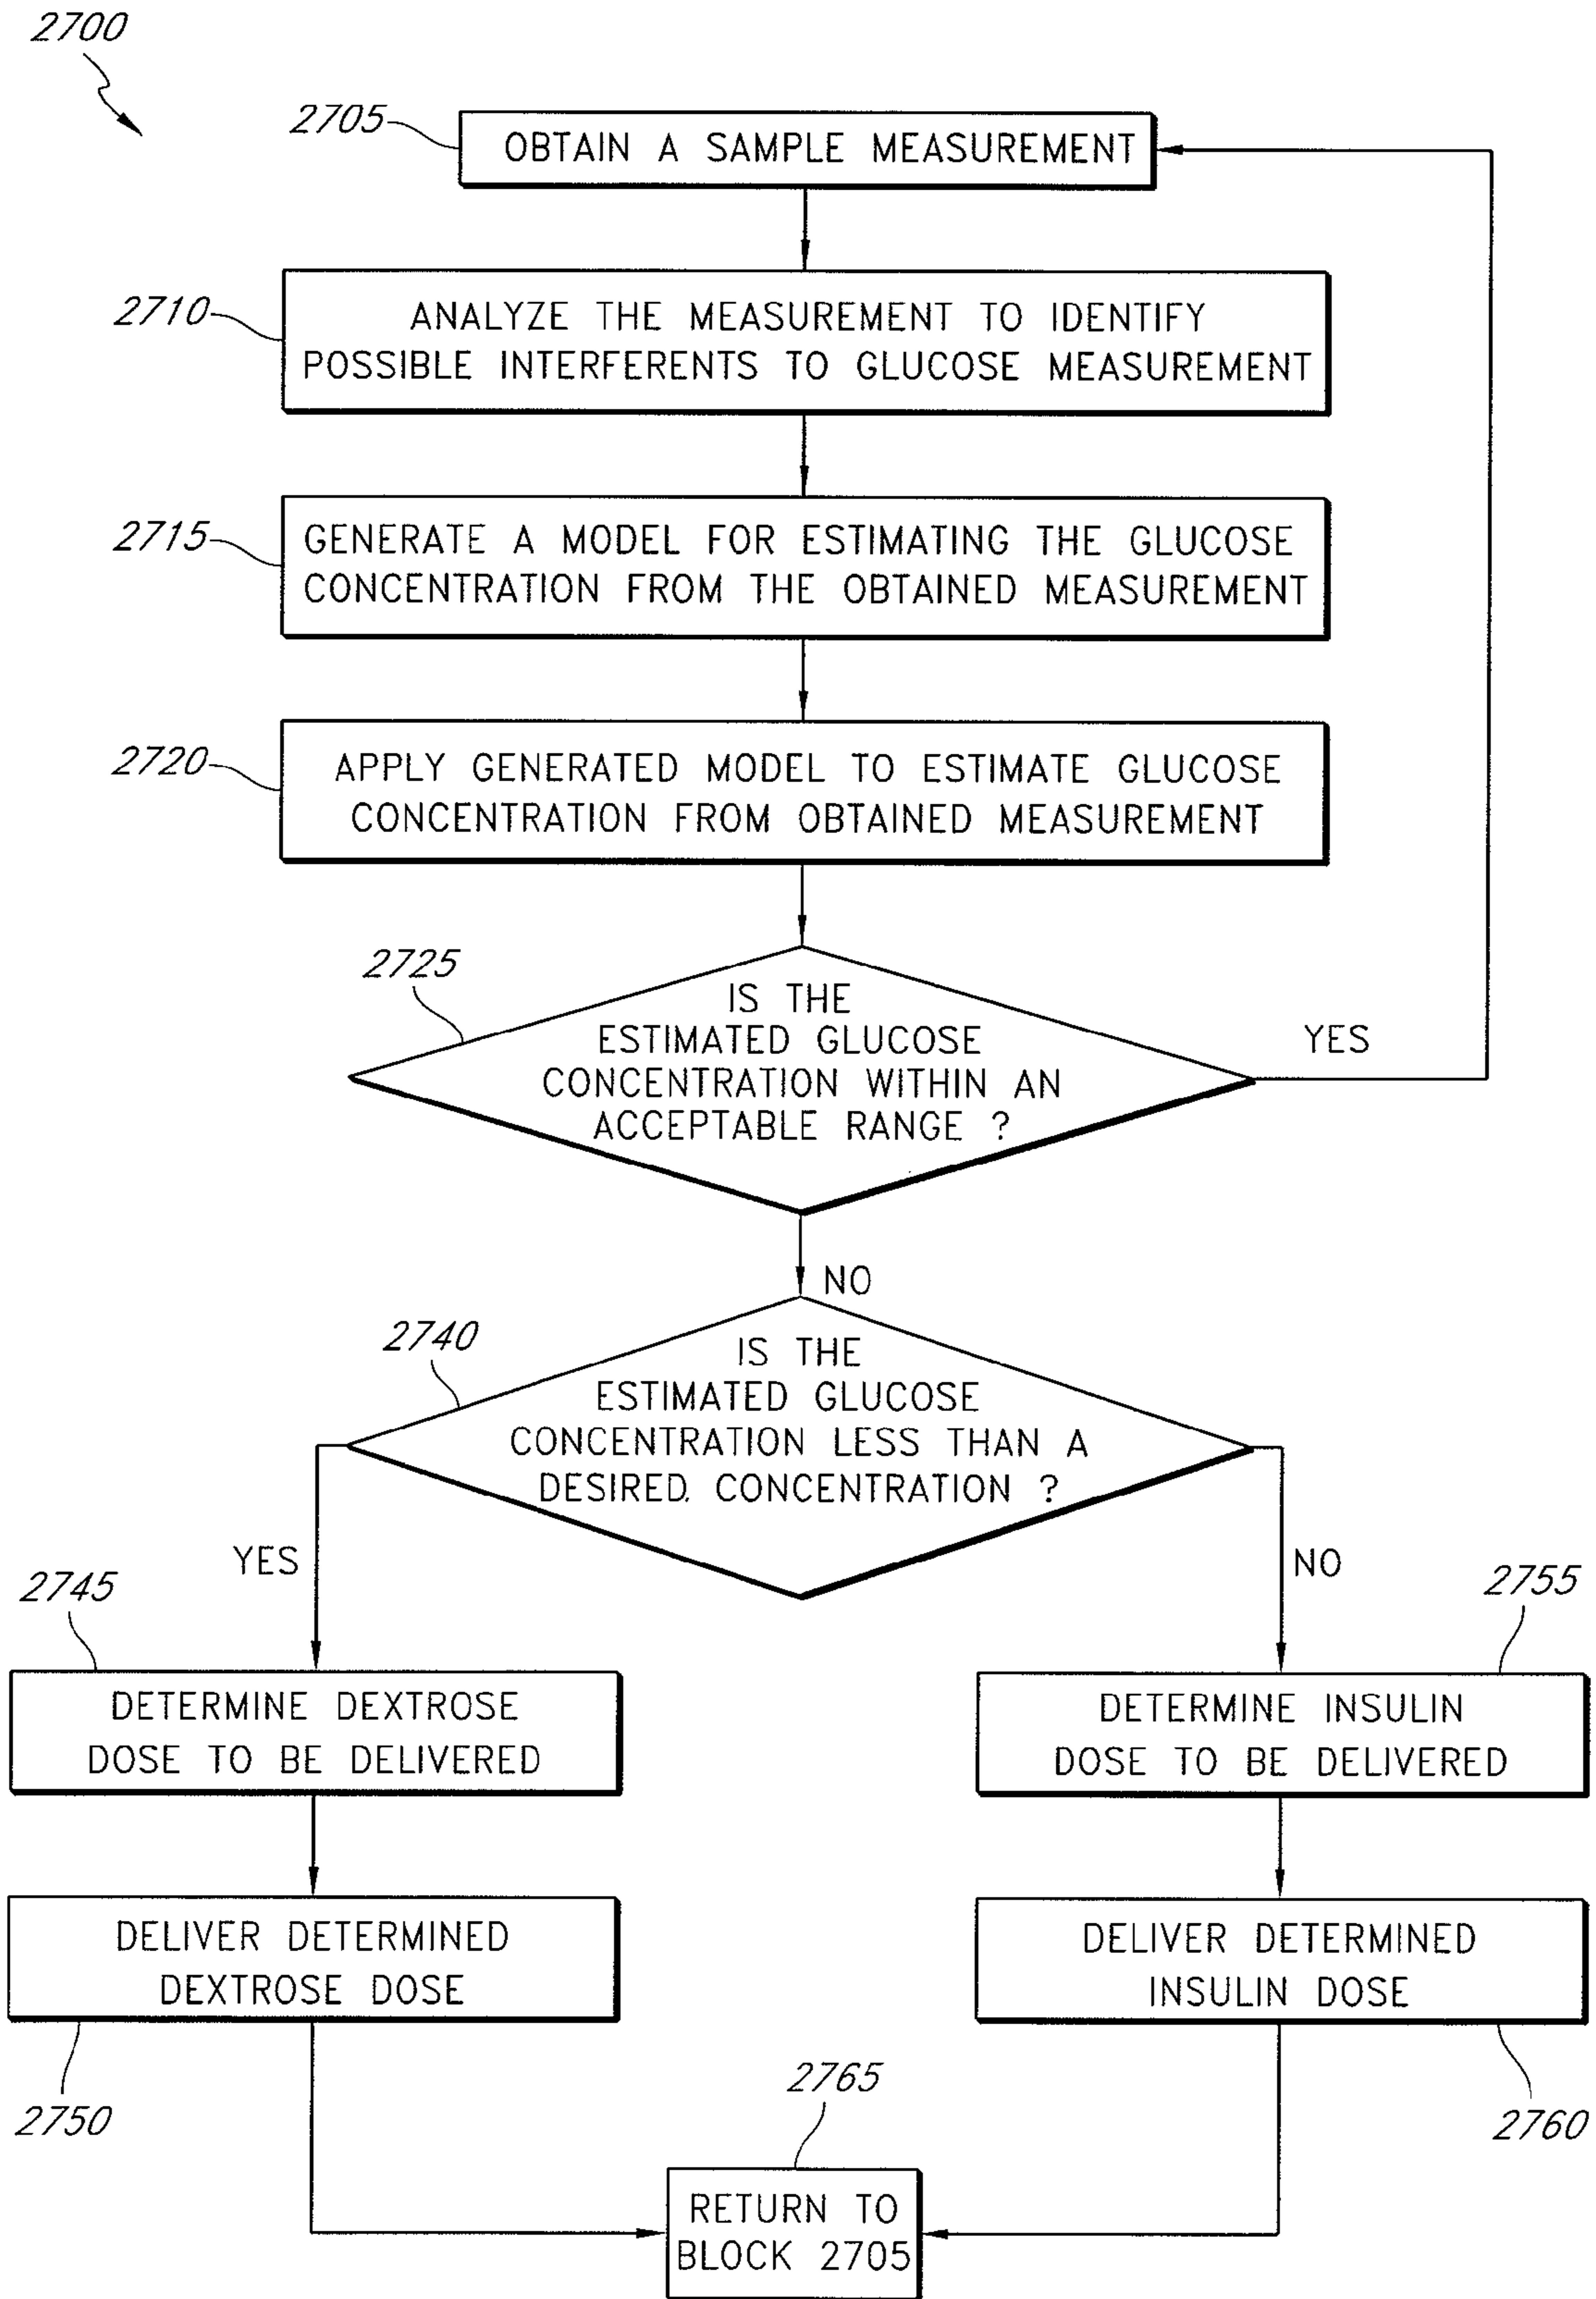 2700
2705
OBTAIN A SAMPLE MEASUREMENT
2710
ANALYZE THE MEASUREMENT TO IDENTIFY
POSSIBLE INTERFERENTS TO GLUCOSE MEASUREMENT
2715
GENERATE A MODEL FOR ESTIMATING THE GLUCOSE
CONCENTRATION FROM THE OBTAINED MEASUREMENT
2720
APPLY GENERATED MODEL TO ESTIMATE GLUCOSE
CONCENTRATION FROM OBTAINED MEASUREMENT
2725
IS THE
ESTIMATED GLUCOSE
CONCENTRATION WITHIN AN
ACCEPTABLE RANGE ?
YES
NO
2740
IS THE
ESTIMATED GLUCOSE
CONCENTRATION LESS THAN A
DESIRED. CONCENTRATION ?
YES
NO
2745
DETERMINE DEXTROSE
DOSE TO BE DELIVERED
2755
DETERMINE INSULIN
DOSE TO BE DELIVERED
DELIVER DETERMINED
DEXTROSE DOSE
2750
DELIVER DETERMINED
INSULIN DOSE
2760
2765
RETURN TO
BLOCK 2705